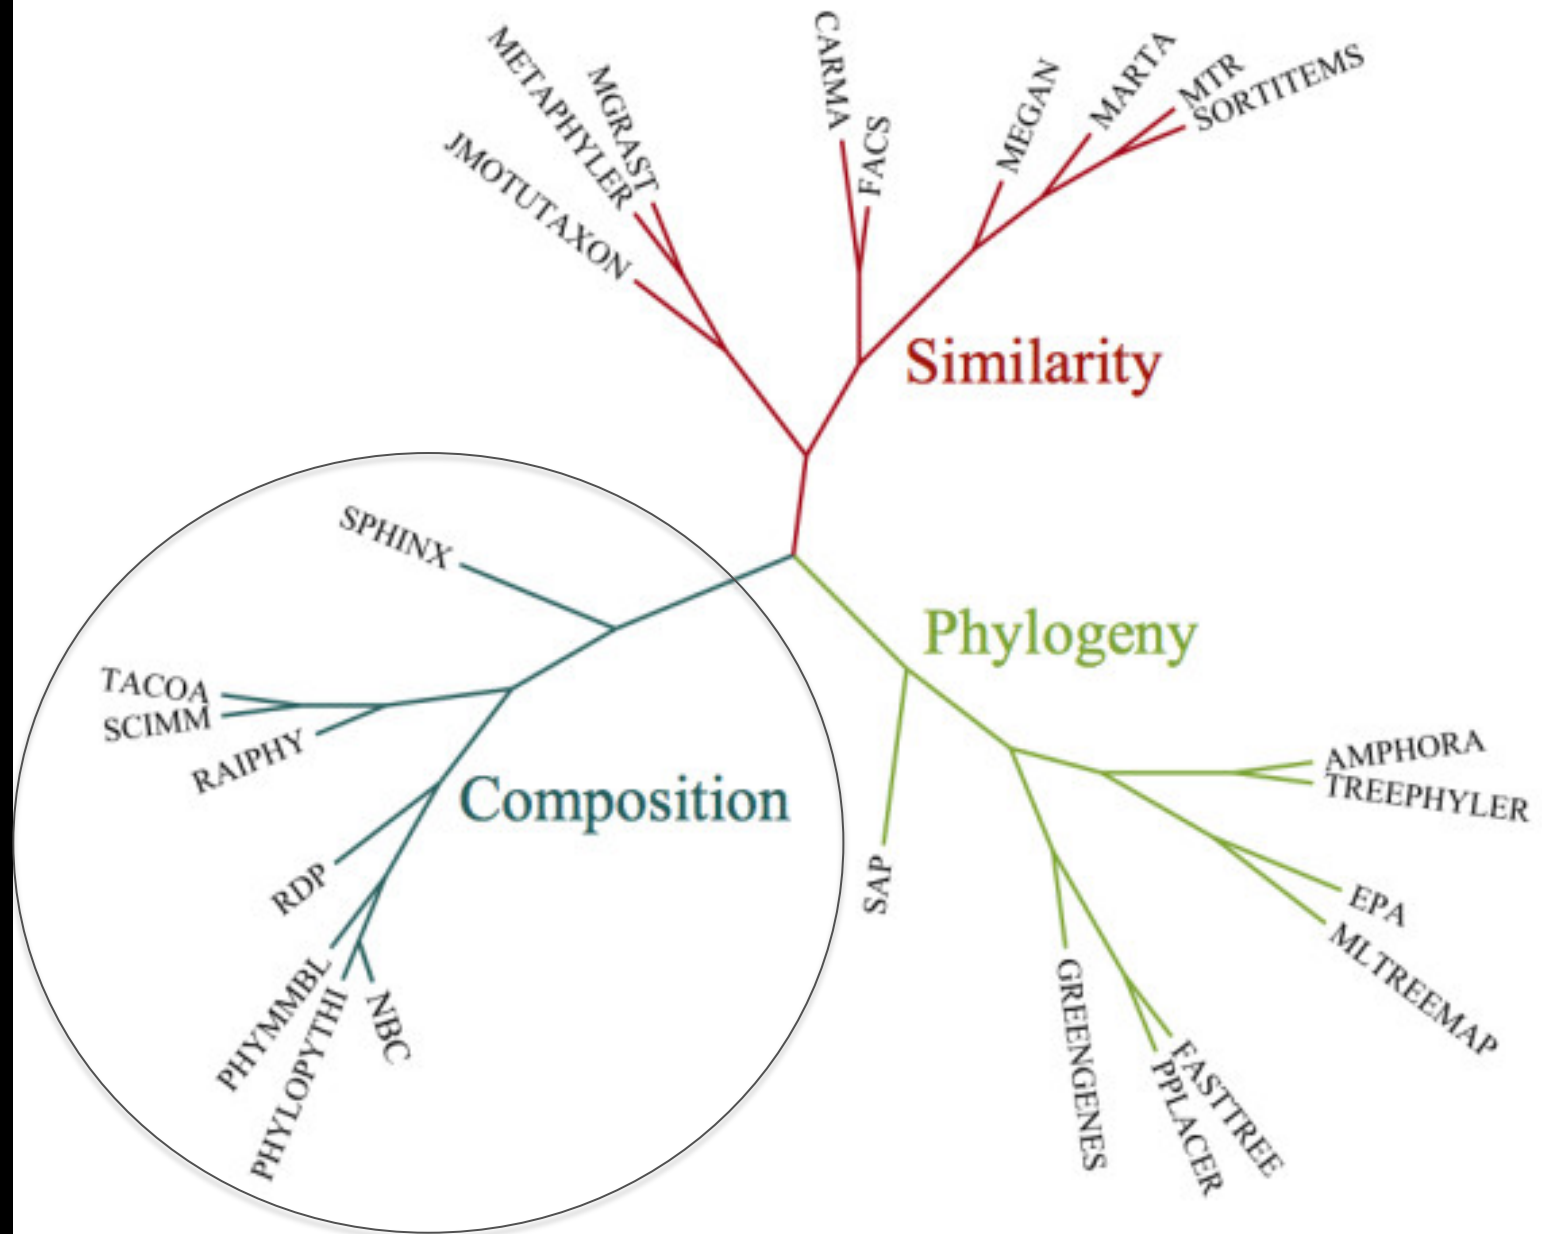 CARMA
METAPHYLER
MGRAST
MARTA
MTR
SORTITEMS
MEGAN
FACS
JMOTUTAXON
Similarity
SPHINX
Phylogeny
TACOA
SCIMM
RAIPHY
Composition
AMPHORA
TREEPHYLER
RDP
SAP
EPA
MLTREEMAP
PHYMMBL
PHYLOPYTHI
NBC
GREENGENES
FASTTREE
PPLACER